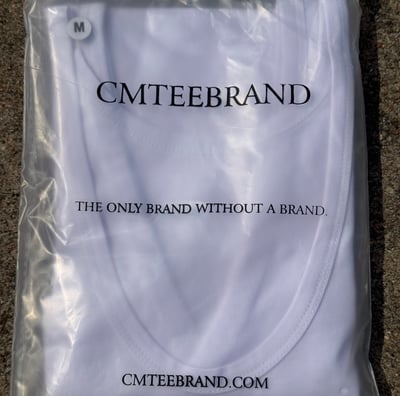 M
CMTEEBRAND
THE ONLY BRAND WITHOUT A BRAND.
CMTEEBRAND.COM